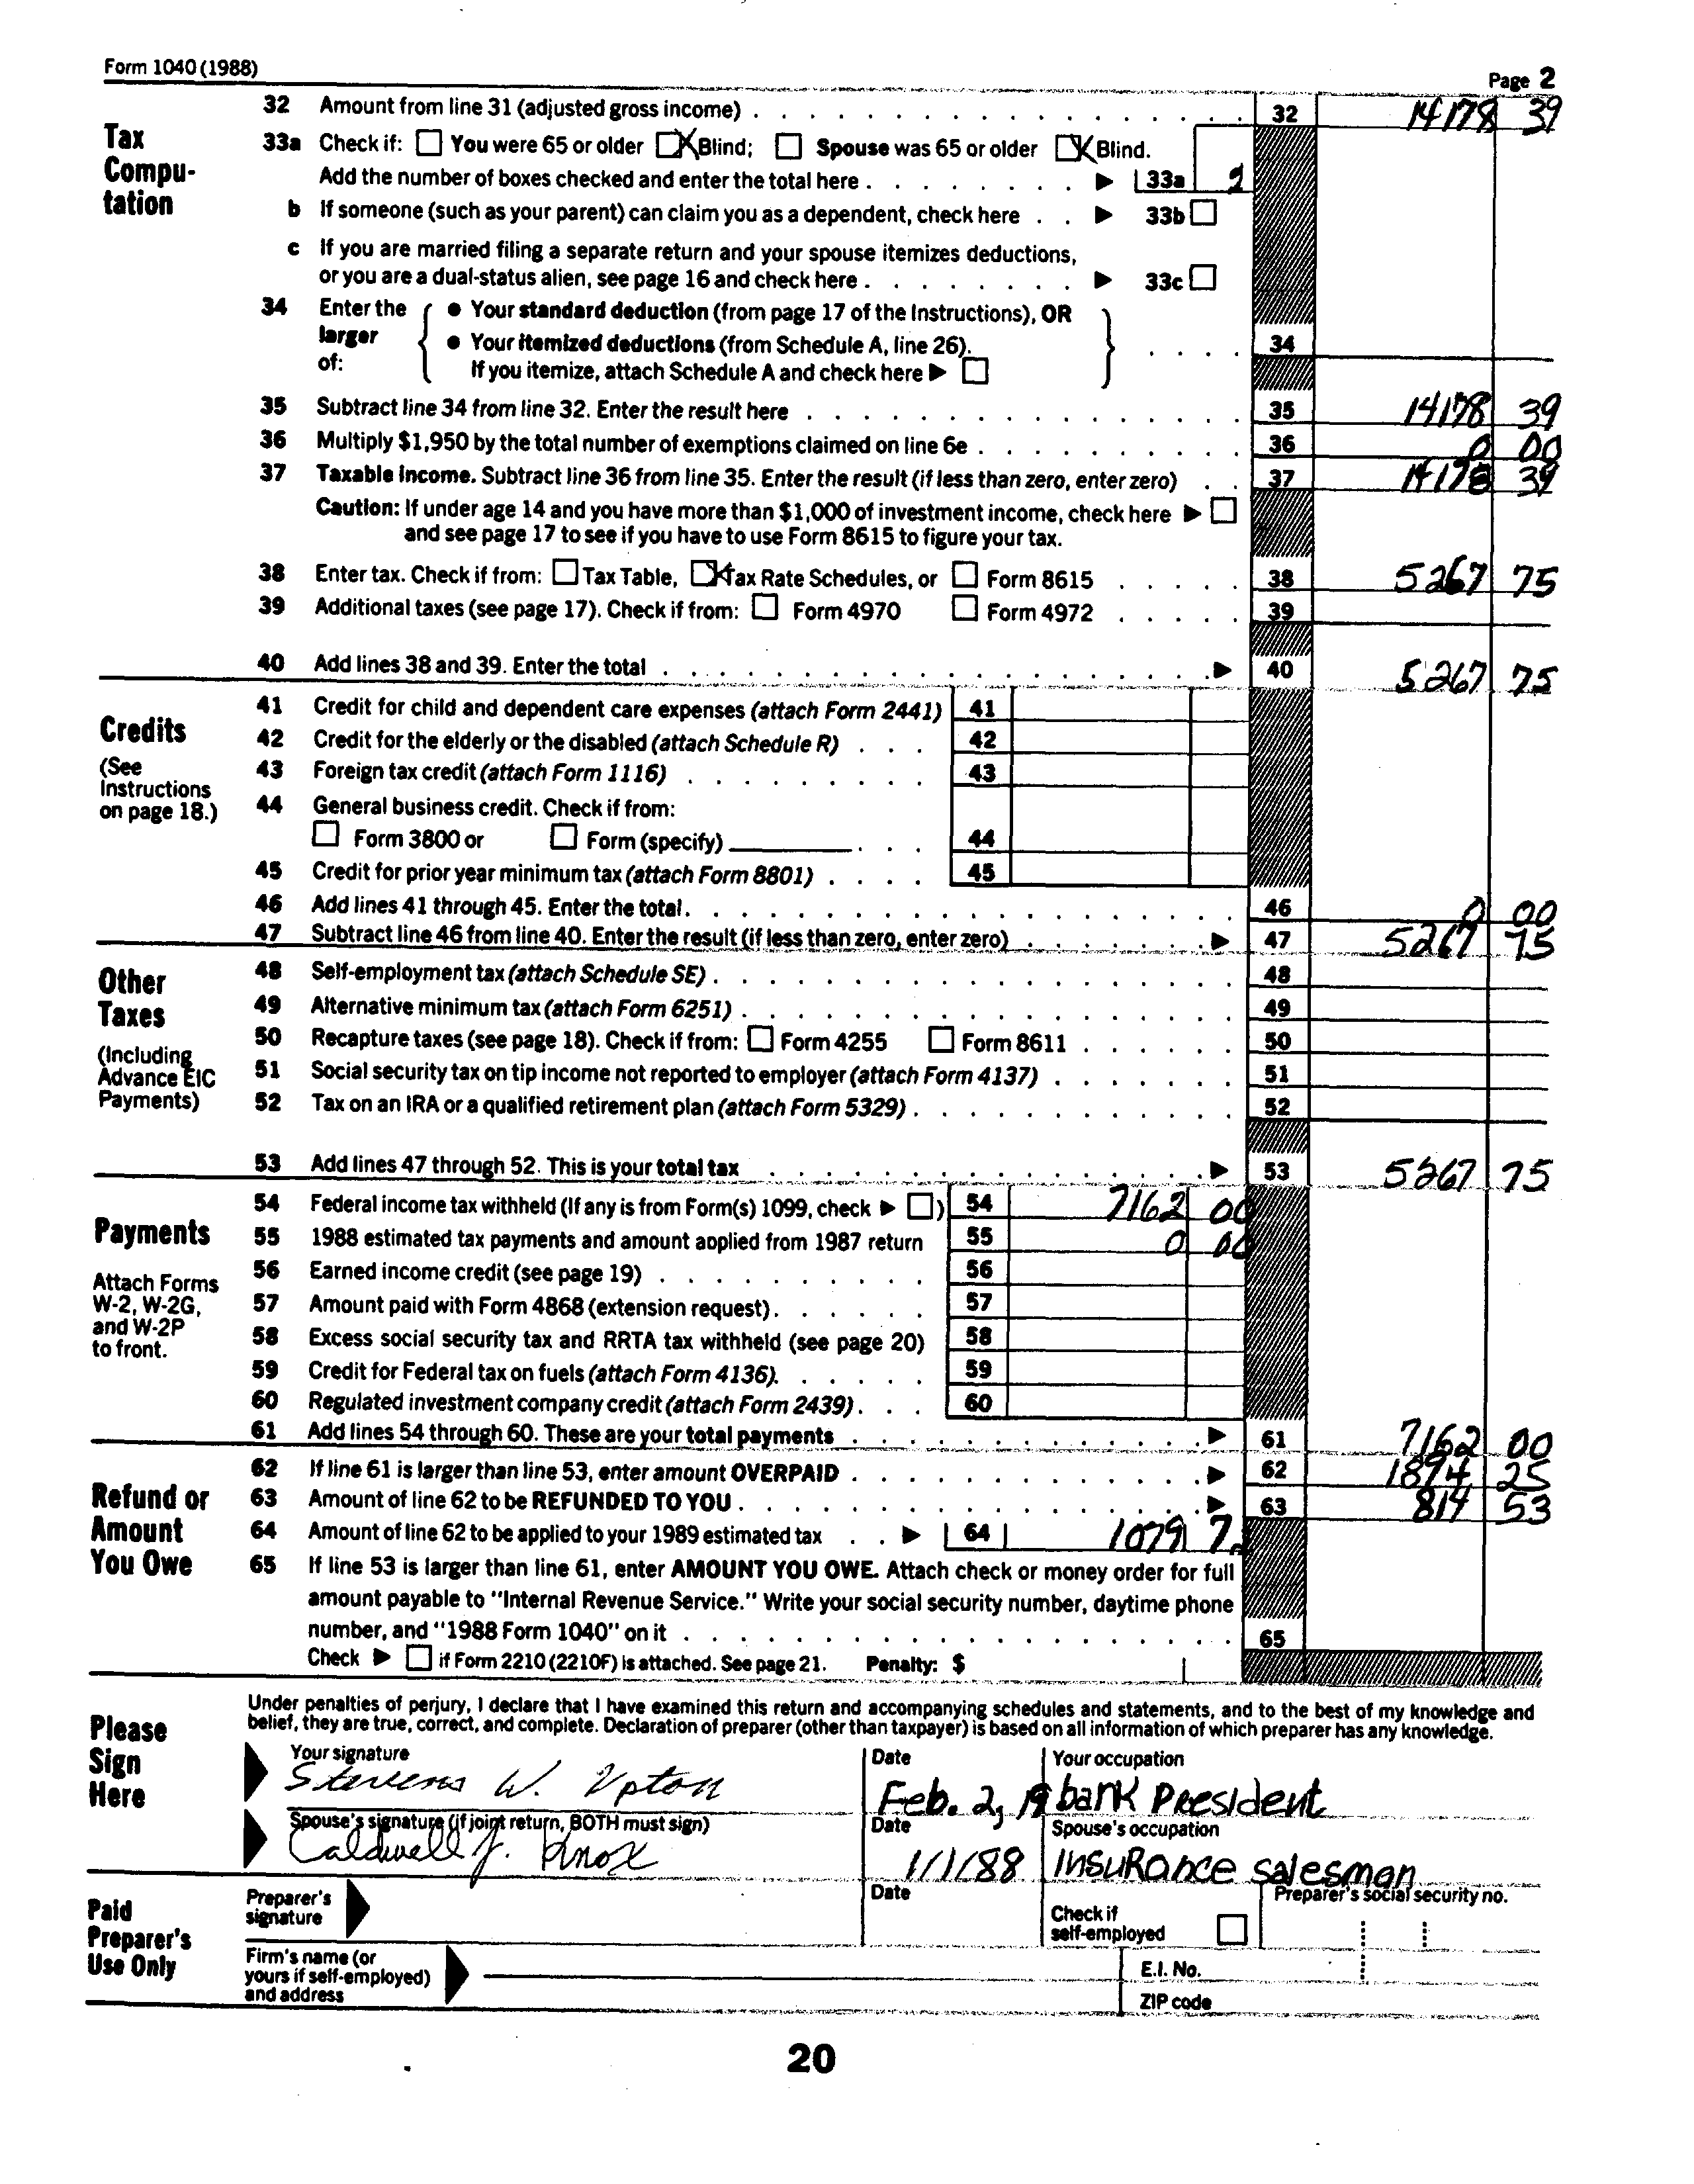 Form 1040 (1988)
Page 2
Tax Compu-tation
32 Amount from line 31 (adjusted gross income) 32 14178 39
33a Check if: You were 65 or older X Blind; Spouse was 65 or older X Blind.
Add the number of boxes checked and enter the total here 33a 2
b If someone (such as your parent) can claim you as a dependent, check here 33b
c If you are married filing a separate return and your spouse itemizes deductions,
or you are a dual-status alien, see page 16 and check here 33c
34 Enter the larger of:
• Your standard deduction (from page 17 of the Instructions), OR
• Your itemized deductions (from Schedule A, line 26). 34
If you itemize, attach Schedule A and check here
35 Subtract line 34 from line 32. Enter the result here 35 14178 39
36 Multiply $1,950 by the total number of exemptions claimed on line 6e 36 0 00
37 Taxable income. Subtract line 36 from line 35. Enter the result (if less than zero, enter zero) 37 14178 39
Caution: If under age 14 and you have more than $1,000 of investment income, check here
and see page 17 to see if you have to use Form 8615 to figure your tax.
38 Enter tax. Check if from: Tax Table, X Tax Rate Schedules, or Form 8615 38 5267 75
39 Additional taxes (see page 17). Check if from: Form 4970 Form 4972 39
40 Add lines 38 and 39. Enter the total 40 5267 75
Credits
(See Instructions on page 18.)
41 Credit for child and dependent care expenses (attach Form 2441) 41
42 Credit for the elderly or the disabled (attach Schedule R) 42
43 Foreign tax credit (attach Form 1116) 43
44 General business credit. Check if from:
Form 3800 or Form (specify) 44
45 Credit for prior year minimum tax (attach Form 8801) 45
46 Add lines 41 through 45. Enter the total 46 0 00
47 Subtract line 46 from line 40. Enter the result (if less than zero, enter zero) 47 5267 75
Other Taxes
(Including Advance EIC Payments)
48 Self-employment tax (attach Schedule SE) 48
49 Alternative minimum tax (attach Form 6251) 49
50 Recapture taxes (see page 18). Check if from: Form 4255 Form 8611 50
51 Social security tax on tip income not reported to employer (attach Form 4137) 51
52 Tax on an IRA or a qualified retirement plan (attach Form 5329) 52
53 Add lines 47 through 52. This is your total tax 53 5267 75
Payments
Attach Forms W-2, W-2G, and W-2P to front.
54 Federal income tax withheld (If any is from Form(s) 1099, check ) 54 7162 00
55 1988 estimated tax payments and amount applied from 1987 return 55 0 00
56 Earned income credit (see page 19) 56
57 Amount paid with Form 4868 (extension request) 57
58 Excess social security tax and RRTA tax withheld (see page 20) 58
59 Credit for Federal tax on fuels (attach Form 4136) 59
60 Regulated investment company credit (attach Form 2439) 60
61 Add lines 54 through 60. These are your total payments 61 7162 00
Refund or Amount You Owe
62 If line 61 is larger than line 53, enter amount OVERPAID 62 1894 25
63 Amount of line 62 to be REFUNDED TO YOU 63 814 53
64 Amount of line 62 to be applied to your 1989 estimated tax 64 1079 7
65 If line 53 is larger than line 61, enter AMOUNT YOU OWE. Attach check or money order for full
amount payable to "Internal Revenue Service." Write your social security number, daytime phone
number, and "1988 Form 1040" on it 65
Check if Form 2210 (2210F) is attached. See page 21. Penalty: $
Please Sign Here
Under penalties of perjury, I declare that I have examined this return and accompanying schedules and statements, and to the best of my knowledge and
belief, they are true, correct, and complete. Declaration of preparer (other than taxpayer) is based on all information of which preparer has any knowledge.
Your signature Date Your occupation
Stevens W. Upton Feb. 2, 19 bank President
Spouse's signature (if joint return, BOTH must sign) Date Spouse's occupation
Caldwell J. Knox 1/1/88 Insurance salesman
Paid Preparer's Use Only
Preparer's signature Date Check if self-employed Preparer's social security no.
Firm's name (or yours if self-employed) and address E.I. No.
ZIP code
20